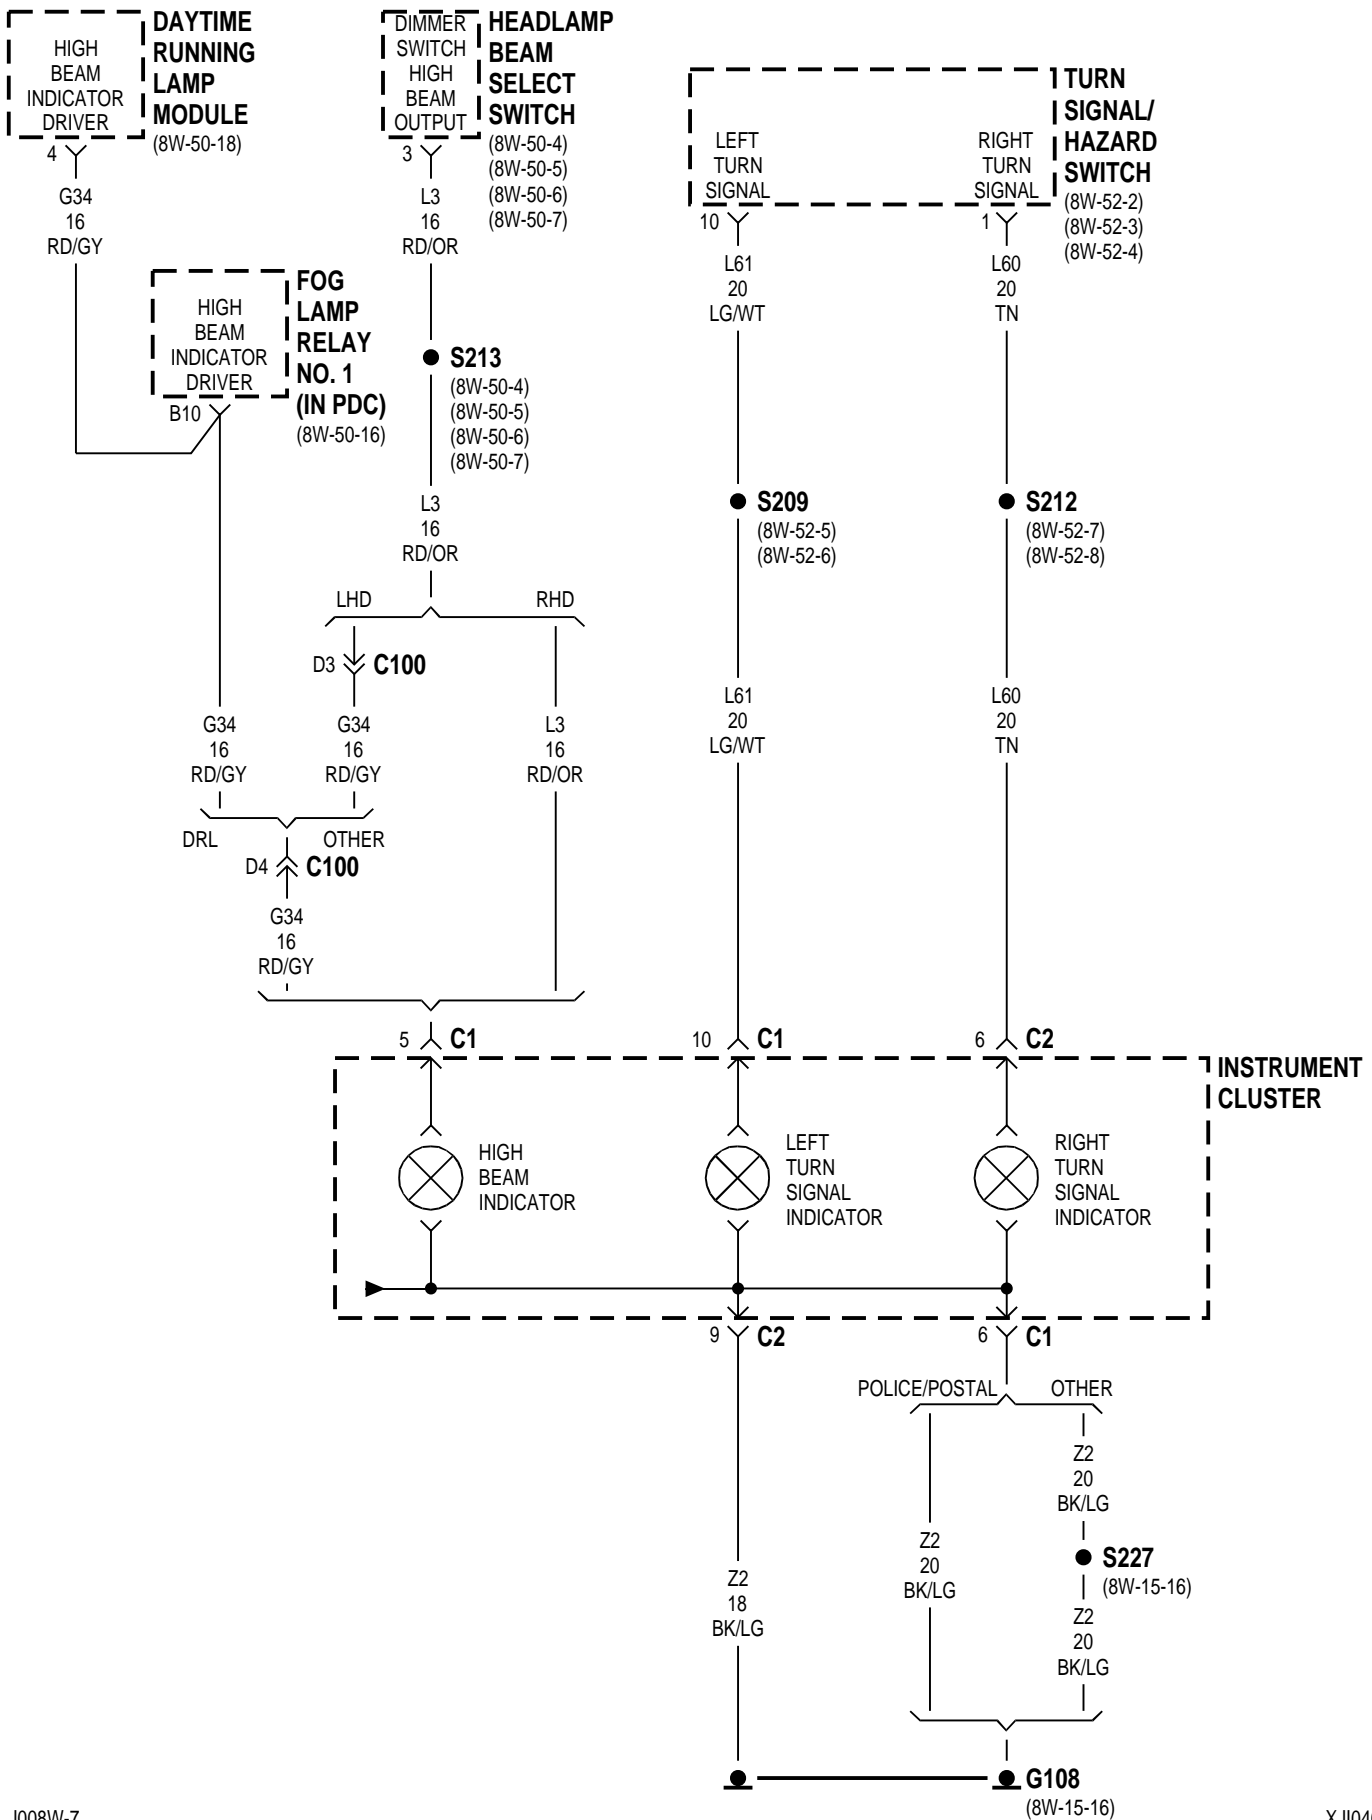 DAYTIME
RUNNING
LAMP
MODULE
(8W-50-18)
HIGH
BEAM
INDICATOR
DRIVER
4
G34
16
RD/GY
DIMMER
SWITCH
HIGH
BEAM
OUTPUT
HEADLAMP
BEAM
SELECT
SWITCH
(8W-50-4)
(8W-50-5)
(8W-50-6)
(8W-50-7)
3
L3
16
RD/OR
LEFT
TURN
SIGNAL
RIGHT
TURN
SIGNAL
TURN
SIGNAL/
HAZARD
SWITCH
(8W-52-2)
(8W-52-3)
(8W-52-4)
10
L61
20
LG/WT
1
L60
20
TN
HIGH
BEAM
INDICATOR
DRIVER
FOG
LAMP
RELAY
NO. 1
(IN PDC)
(8W-50-16)
B10
S213
(8W-50-4)
(8W-50-5)
(8W-50-6)
(8W-50-7)
L3
16
RD/OR
S209
(8W-52-5)
(8W-52-6)
S212
(8W-52-7)
(8W-52-8)
LHD
RHD
D3
C100
G34
16
RD/GY
G34
16
RD/GY
L3
16
RD/OR
L61
20
LG/WT
L60
20
TN
DRL
OTHER
D4
C100
G34
16
RD/GY
5
C1
10
C1
6
C2
INSTRUMENT
CLUSTER
HIGH
BEAM
INDICATOR
LEFT
TURN
SIGNAL
INDICATOR
RIGHT
TURN
SIGNAL
INDICATOR
9
C2
6
C1
POLICE/POSTAL
OTHER
Z2
20
BK/LG
S227
(8W-15-16)
Z2
20
BK/LG
Z2
20
BK/LG
Z2
18
BK/LG
G108
(8W-15-16)